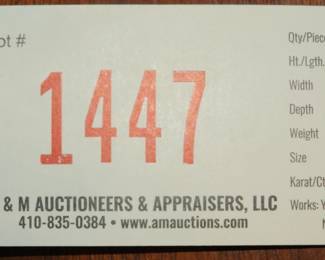 ot #
1447
& M AUCTIONEERS & APPRAISERS, LLC
410-835-0384 • www.amauctions.com
Qty/Piece
Ht./Lgth.
Width
Depth
Weight
Size
Karat/Ct
Works: Y
N